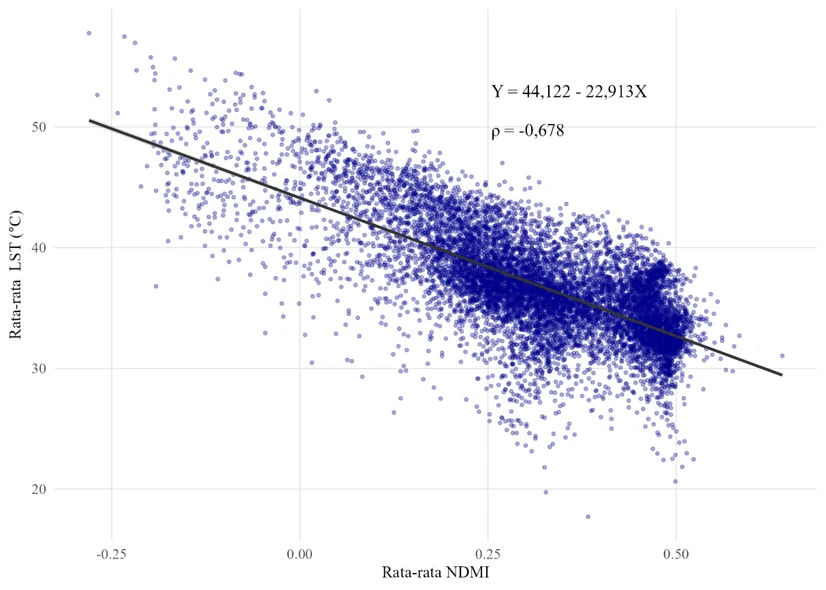 Y = 44,122 - 22,913X
ρ = -0,678
50
40
30
20
Rata-rata LST (°C)
-0.25 0.00 0.25 0.50
Rata-rata NDMI